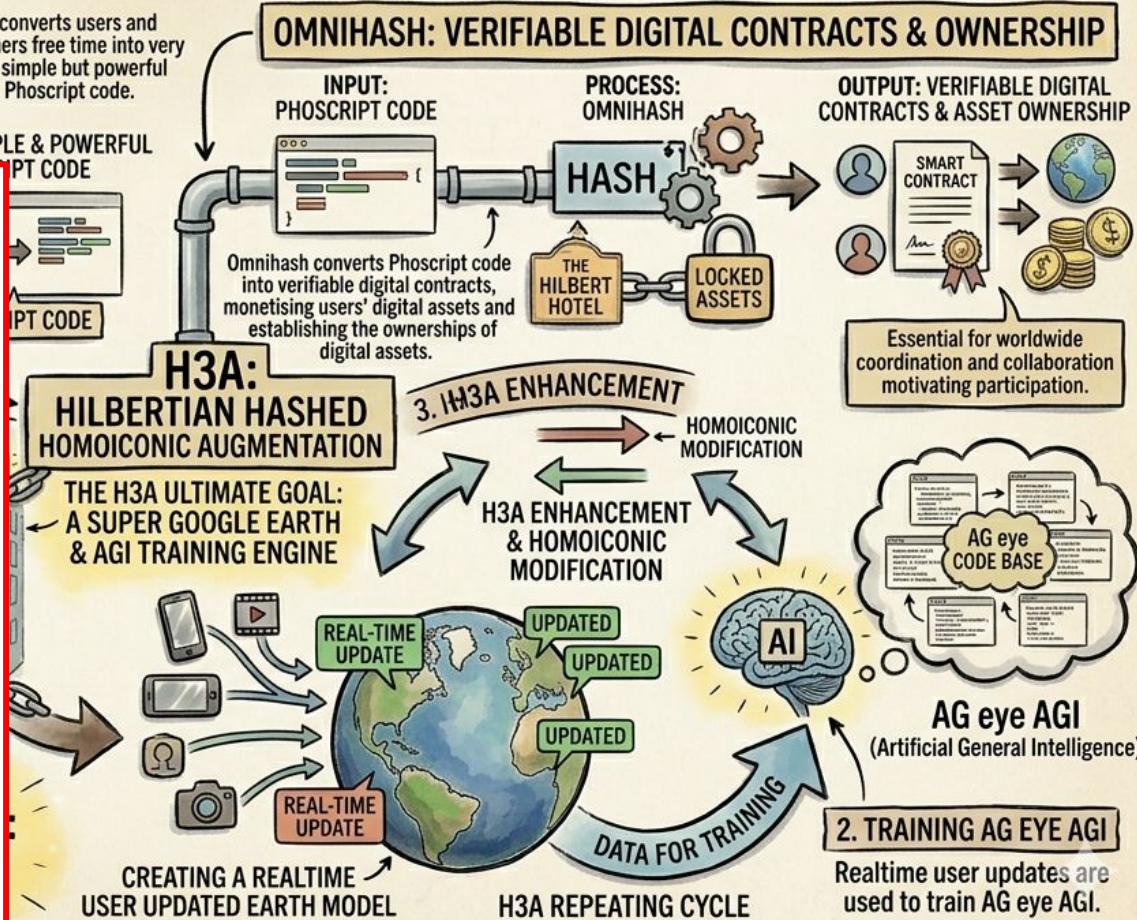 converts users and
ers free time into very
simple but powerful
Phoscript code.
PLE & POWERFUL
IPT CODE
IPT CODE
OMNIHASH: VERIFIABLE DIGITAL CONTRACTS & OWNERSHIP
INPUT:
PHOSCRIPT CODE
{
}
PROCESS:
OMNIHASH
HASH
THE
HILBERT
HOTEL
LOCKED
ASSETS
OUTPUT: VERIFIABLE DIGITAL
CONTRACTS & ASSET OWNERSHIP
SMART
CONTRACT
$
$
Omnihash converts Phoscript code
into verifiable digital contracts,
monetising users' digital assets and
establishing the ownerships of
digital assets.
Essential for worldwide
coordination and collaboration
motivating participation.
H3A:
HILBERTIAN HASHED
HOMOICONIC AUGMENTATION
THE H3A ULTIMATE GOAL:
A SUPER GOOGLE EARTH
& AGI TRAINING ENGINE
3. H3A ENHANCEMENT
HOMOICONIC
MODIFICATION
H3A ENHANCEMENT
& HOMOICONIC
MODIFICATION
AG eye
CODE BASE
AI
AG eye AGI
(Artificial General Intelligence)
REAL-TIME
UPDATE
UPDATED
UPDATED
UPDATED
Ω
REAL-TIME
UPDATE
DATA FOR TRAINING
2. TRAINING AG EYE AGI
Realtime user updates are
used to train AG eye AGI.
CREATING A REALTIME
USER UPDATED EARTH MODEL
H3A REPEATING CYCLE